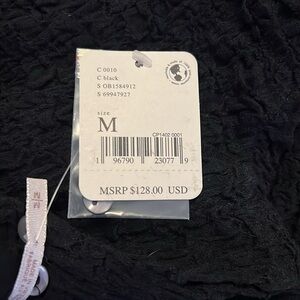 C 0010
C black
S OB1584912
S 69947927
size
M
CP1402 0001
1 96790 23077 9
MSRP $128.00 USD